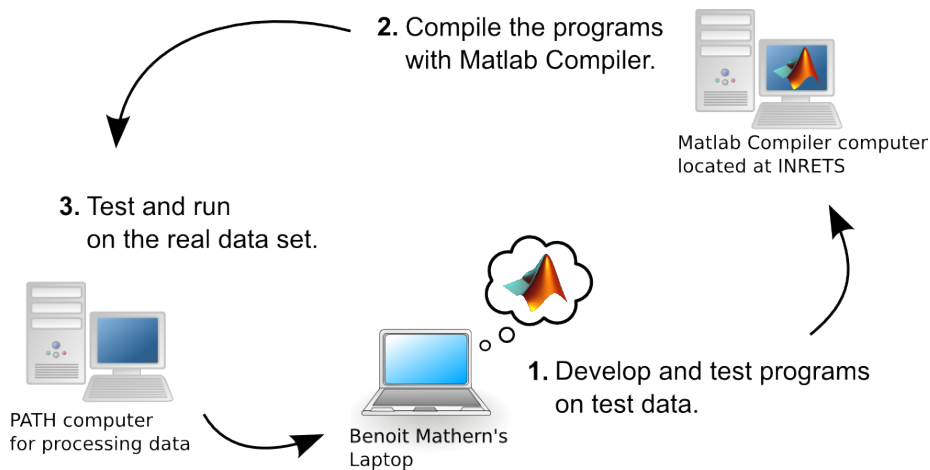 2. Compile the programs
with Matlab Compiler.
Matlab Compiler computer
located at INRETS
3. Test and run
on the real data set.
1. Develop and test programs
on test data.
PATH computer
for processing data
Benoit Mathern's
Laptop